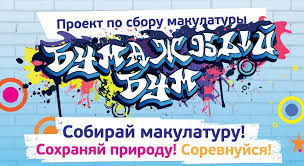 Проект по сбору макулатуры
БУМАЖНЫЙ
БУМ
Собирай макулатуру!
Сохраняй природу! Соревнуйся!